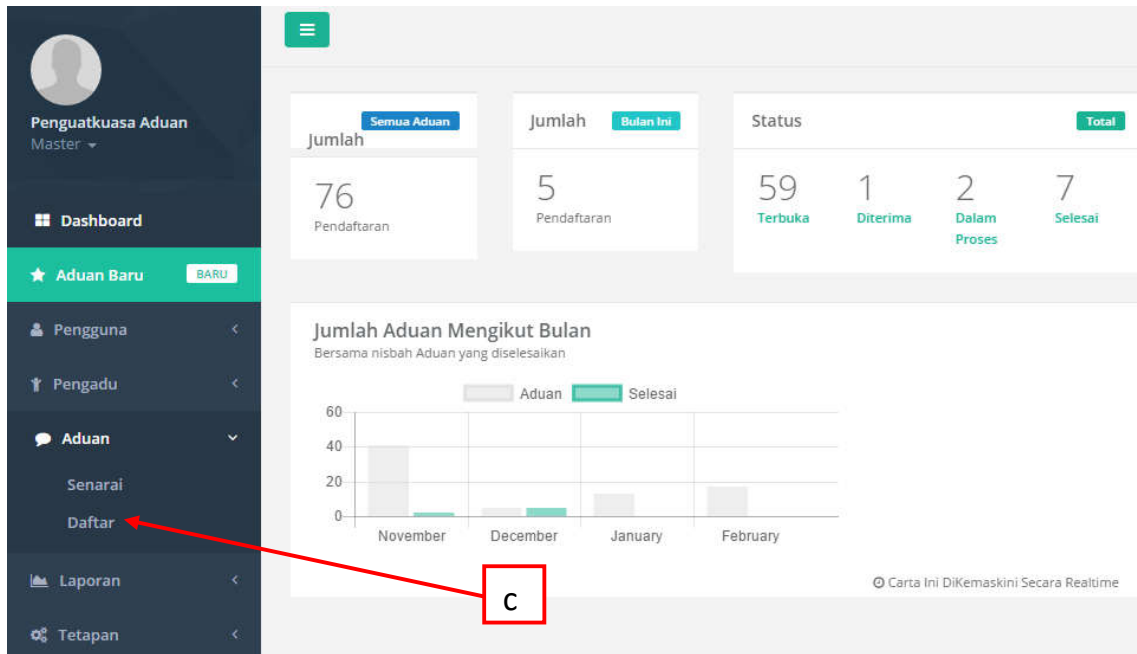 Penguatkuasa Aduan
Master
Dashboard
Aduan Baru BARU
Pengguna
Pengadu
Aduan
Senarai
Daftar
Laporan
Tetapan
Semua Aduan
Jumlah
76
Pendaftaran
Jumlah Bulan Ini
5
Pendaftaran
Status Total
59 1 2 7
Terbuka Diterima Dalam Selesai
Proses
Jumlah Aduan Mengikut Bulan
Bersama nisbah Aduan yang diselesaikan
Aduan Selesai
60
40
20
0
November December January February
Carta Ini DiKemaskini Secara Realtime
C